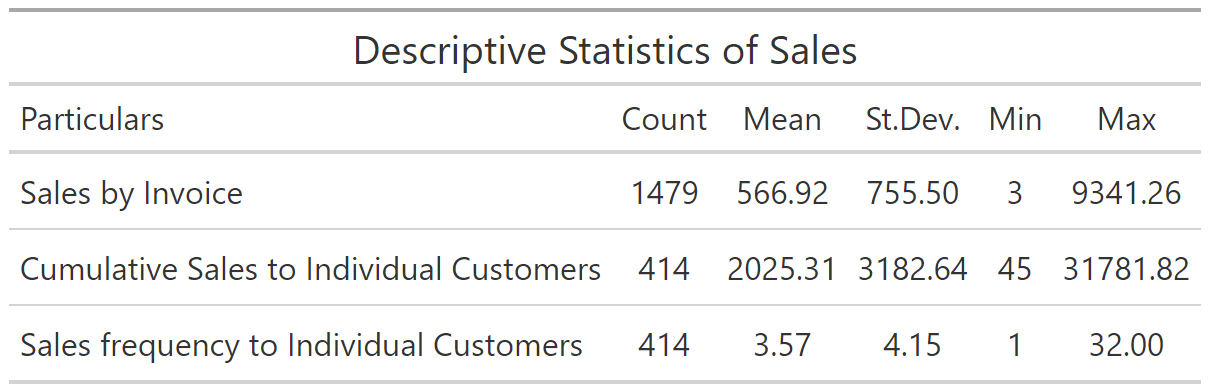 Descriptive Statistics of Sales
Particulars Count Mean St.Dev. Min Max
Sales by Invoice 1479 566.92 755.50 3 9341.26
Cumulative Sales to Individual Customers 414 2025.31 3182.64 45 31781.82
Sales frequency to Individual Customers 414 3.57 4.15 1 32.00